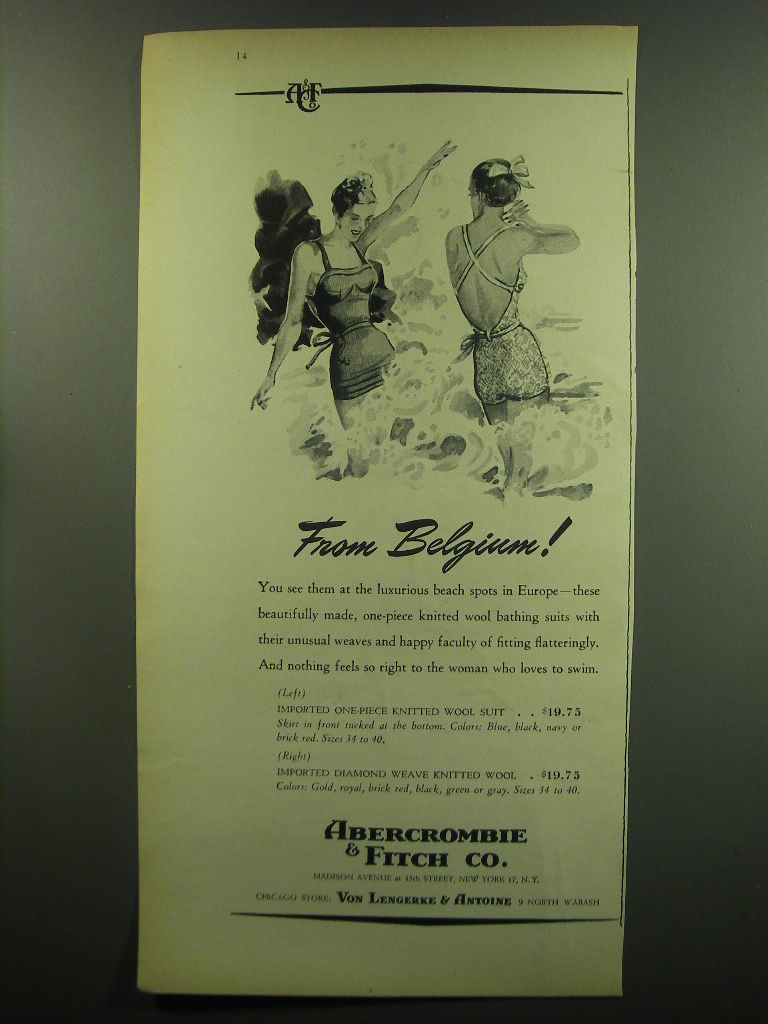 14
A&F Co
From Belgium!
You see them at the luxurious beach spots in Europe—these
beautifully made, one-piece knitted wool bathing suits with
their unusual weaves and happy faculty of fitting flatteringly.
And nothing feels so right to the woman who loves to swim.
(Left)
IMPORTED ONE-PIECE KNITTED WOOL SUIT . . $19.75
Skirt in front tucked at the bottom. Colors: Blue, black, navy or
brick red. Sizes 34 to 40.
(Right)
IMPORTED DIAMOND WEAVE KNITTED WOOL . $19.75
Colors: Gold, royal, brick red, black, green or gray. Sizes 34 to 40.
ABERCROMBIE
& FITCH CO.
MADISON AVENUE at 45th STREET, NEW YORK 17, N. Y.
CHICAGO STORE: VON LENGERKE & ANTOINE 9 NORTH WABASH